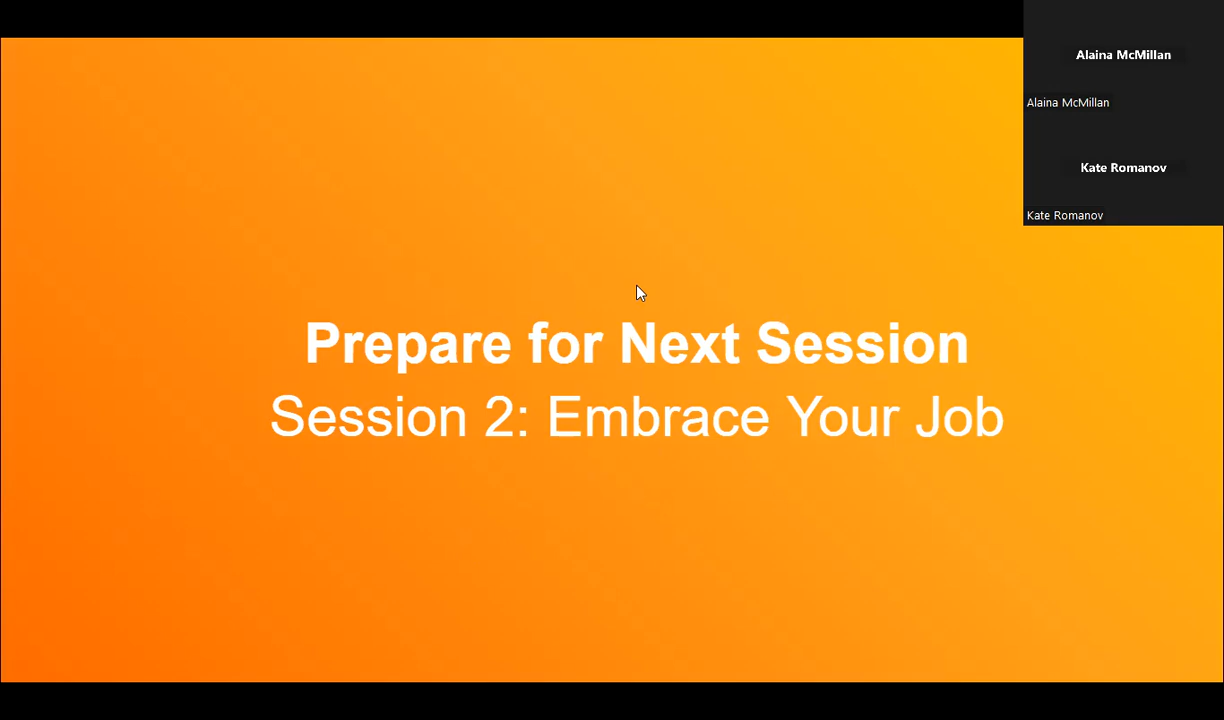 Alaina McMillan
Alaina McMillan
Kate Romanov
Kate Romanov
Prepare for Next Session
Session 2: Embrace Your Job